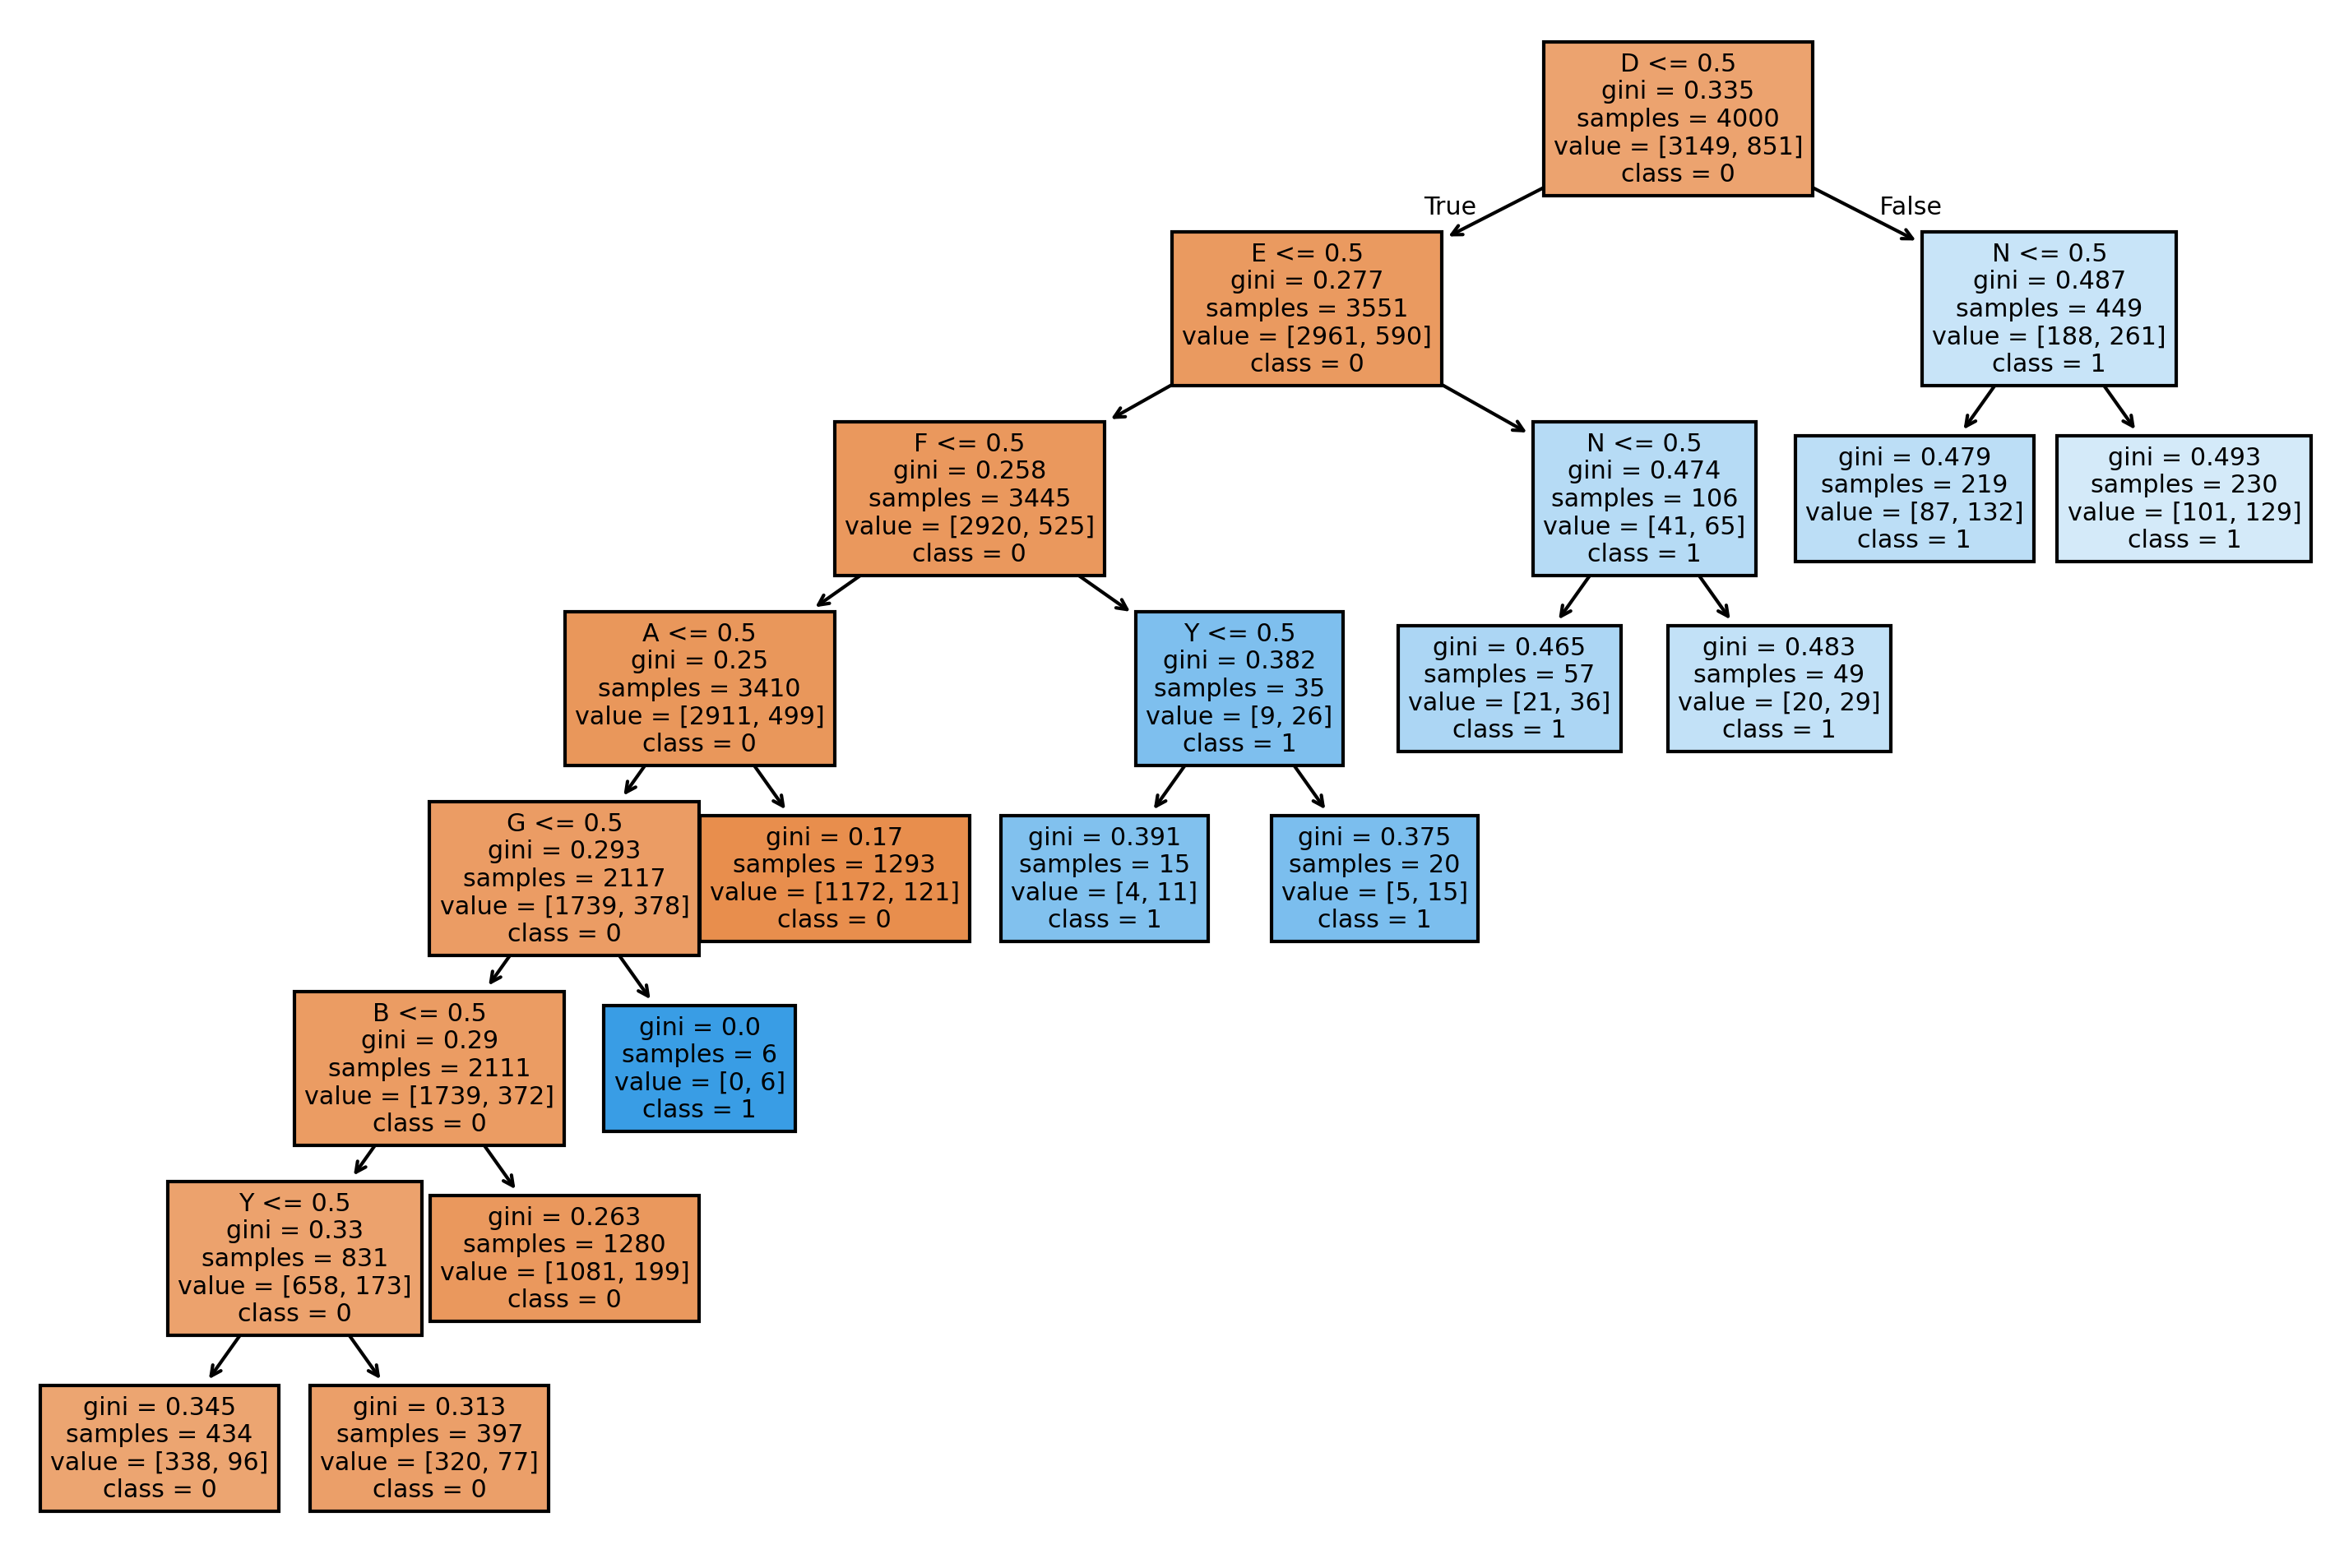 D <= 0.5
gini = 0.335
samples = 4000
value = [3149, 851]
class = 0
True
False
E <= 0.5
gini = 0.277
samples = 3551
value = [2961, 590]
class = 0
N <= 0.5
gini = 0.487
samples = 449
value = [188, 261]
class = 1
F <= 0.5
gini = 0.258
samples = 3445
value = [2920, 525]
class = 0
N <= 0.5
gini = 0.474
samples = 106
value = [41, 65]
class = 1
gini = 0.479
samples = 219
value = [87, 132]
class = 1
gini = 0.493
samples = 230
value = [101, 129]
class = 1
A <= 0.5
gini = 0.25
samples = 3410
value = [2911, 499]
class = 0
Y <= 0.5
gini = 0.382
samples = 35
value = [9, 26]
class = 1
gini = 0.465
samples = 57
value = [21, 36]
class = 1
gini = 0.483
samples = 49
value = [20, 29]
class = 1
G <= 0.5
gini = 0.293
samples = 2117
value = [1739, 378]
class = 0
gini = 0.17
samples = 1293
value = [1172, 121]
class = 0
gini = 0.391
samples = 15
value = [4, 11]
class = 1
gini = 0.375
samples = 20
value = [5, 15]
class = 1
B <= 0.5
gini = 0.29
samples = 2111
value = [1739, 372]
class = 0
gini = 0.0
samples = 6
value = [0, 6]
class = 1
Y <= 0.5
gini = 0.33
samples = 831
value = [658, 173]
class = 0
gini = 0.263
samples = 1280
value = [1081, 199]
class = 0
gini = 0.345
samples = 434
value = [338, 96]
class = 0
gini = 0.313
samples = 397
value = [320, 77]
class = 0